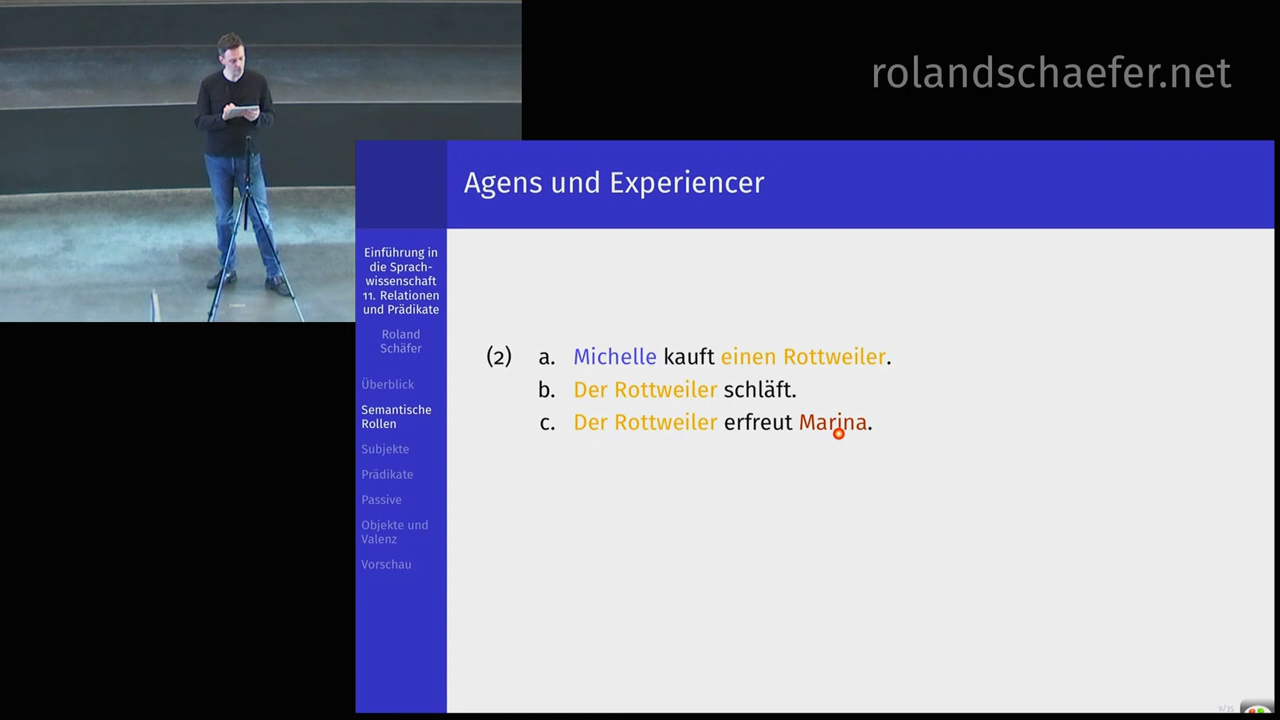 rolandschaefer.net
Agens und Experiencer
Einführung in
die Sprach-
wissenschaft
11. Relationen
und Prädikate
Roland
Schäfer
Überblick
Semantische
Rollen
Subjekte
Prädikate
Passive
Objekte und
Valenz
Vorschau
(2) a. Michelle kauft einen Rottweiler.
b. Der Rottweiler schläft.
c. Der Rottweiler erfreut Marina.
9/35